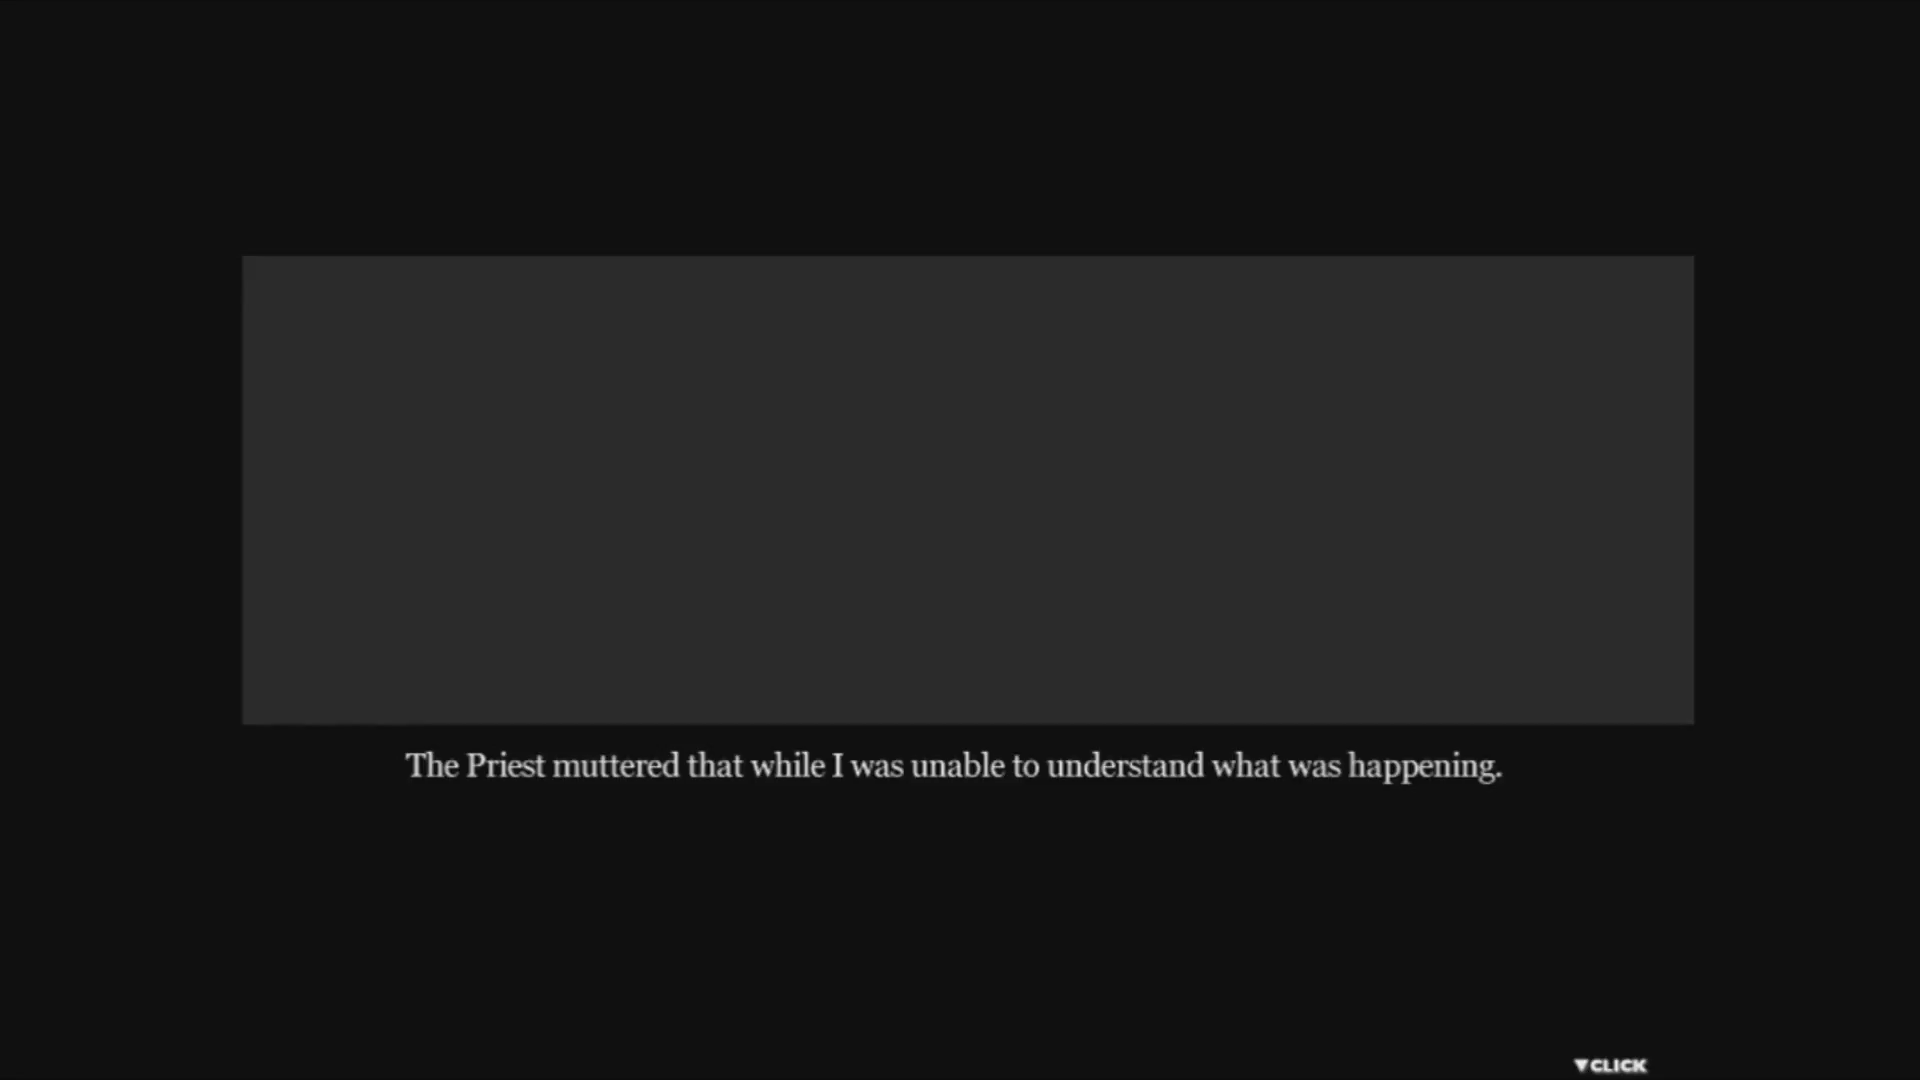 The Priest muttered that while I was unable to understand what was happening.
▼CLICK